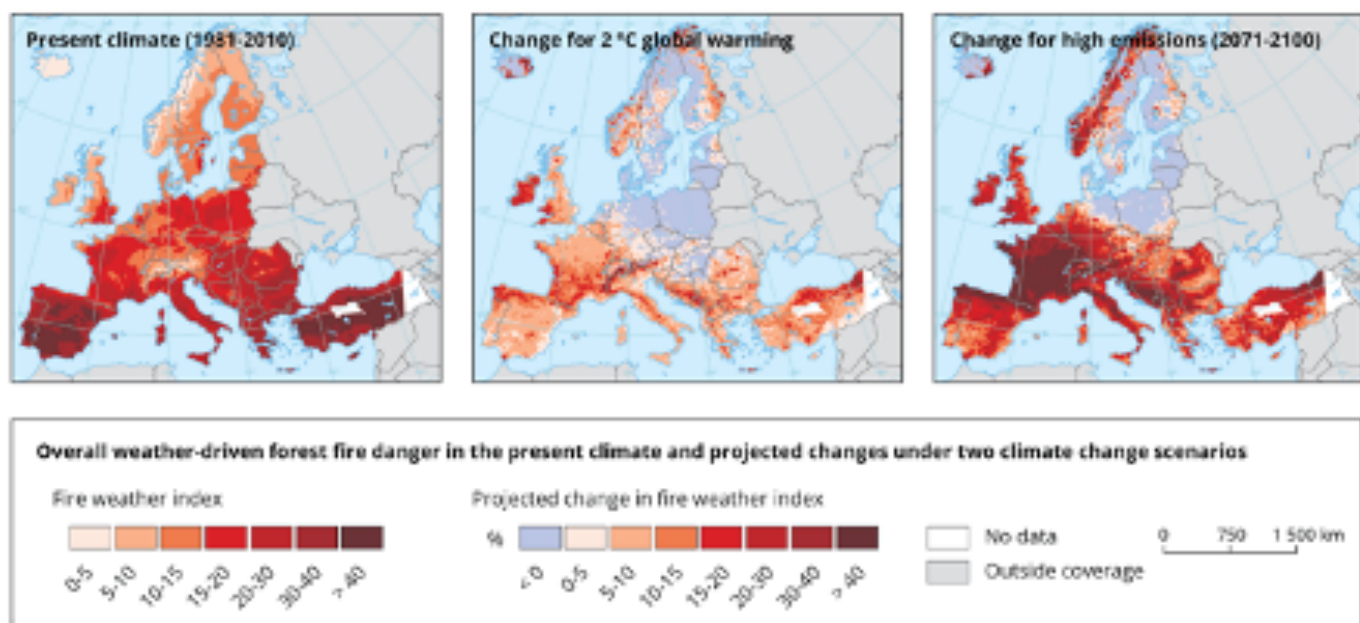 Present climate (1981-2010)
Change for 2 °C global warming
Change for high emissions (2071-2100)
Overall weather-driven forest fire danger in the present climate and projected changes under two climate change scenarios
Fire weather index
0-5 5-10 10-15 15-20 20-30 30-40 > 40
Projected change in fire weather index
%
< 0 0-5 5-10 10-15 15-20 20-30 30-40 > 40
No data
Outside coverage
0 750 1 500 km